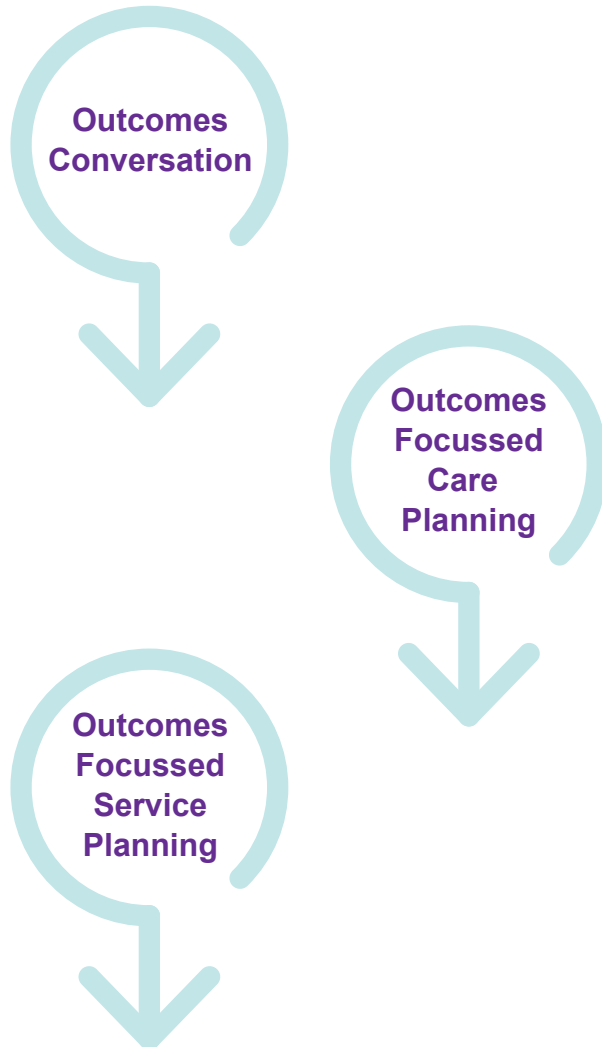 Outcomes
Conversation
Outcomes
Focussed
Care
Planning
Outcomes
Focussed
Service
Planning